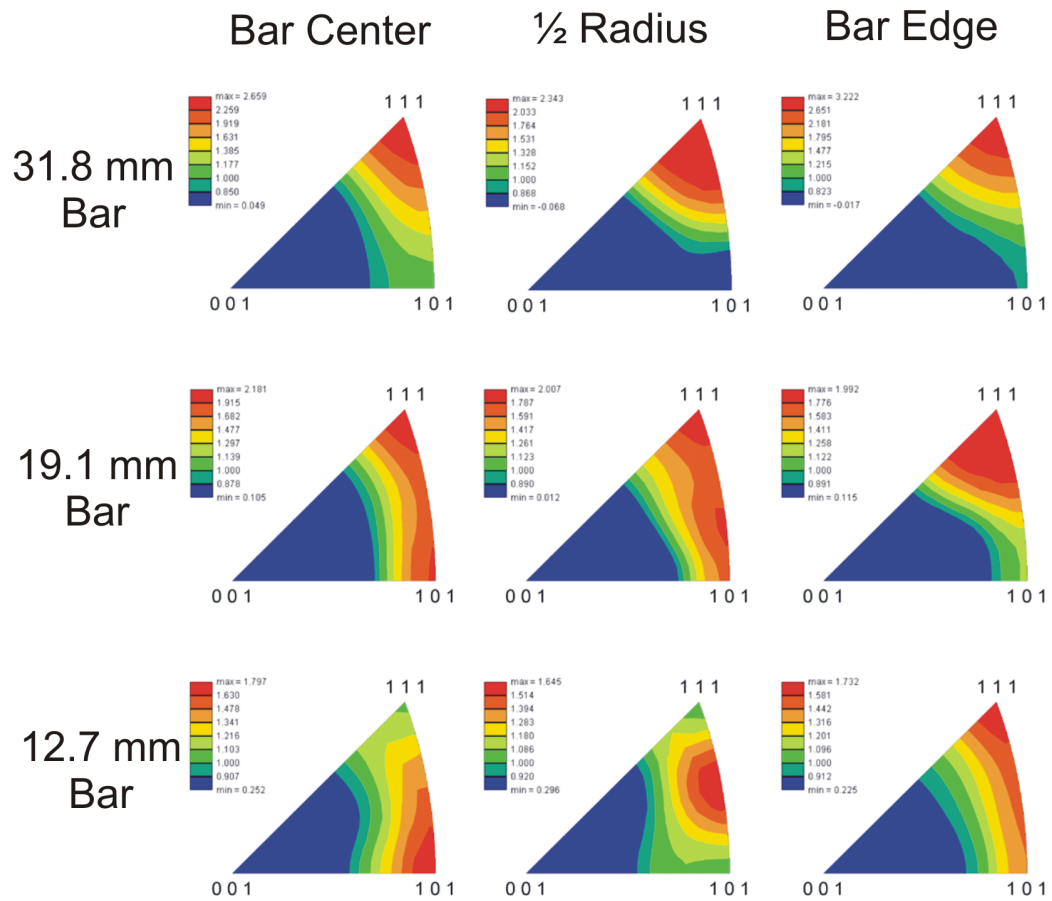 Bar Center
½ Radius
Bar Edge
31.8 mm
Bar
max = 2.659
2.259
1.919
1.631
1.385
1.177
1.000
0.850
min = 0.049
1 1 1
0 0 1
1 0 1
max = 2.343
2.033
1.764
1.531
1.328
1.152
1.000
0.868
min = -0.068
1 1 1
0 0 1
1 0 1
max = 3.222
2.651
2.181
1.795
1.477
1.215
1.000
0.823
min = -0.017
1 1 1
0 0 1
1 0 1
19.1 mm
Bar
max = 2.181
1.915
1.682
1.477
1.297
1.139
1.000
0.878
min = 0.105
1 1 1
0 0 1
1 0 1
max = 2.007
1.787
1.591
1.417
1.261
1.123
1.000
0.890
min = 0.012
1 1 1
0 0 1
1 0 1
max = 1.992
1.776
1.583
1.411
1.258
1.122
1.000
0.891
min = 0.115
1 1 1
0 0 1
1 0 1
12.7 mm
Bar
max = 1.797
1.630
1.478
1.341
1.216
1.103
1.000
0.907
min = 0.252
1 1 1
0 0 1
1 0 1
max = 1.645
1.514
1.394
1.283
1.180
1.086
1.000
0.920
min = 0.296
1 1 1
0 0 1
1 0 1
max = 1.732
1.581
1.442
1.316
1.201
1.096
1.000
0.912
min = 0.225
1 1 1
0 0 1
1 0 1